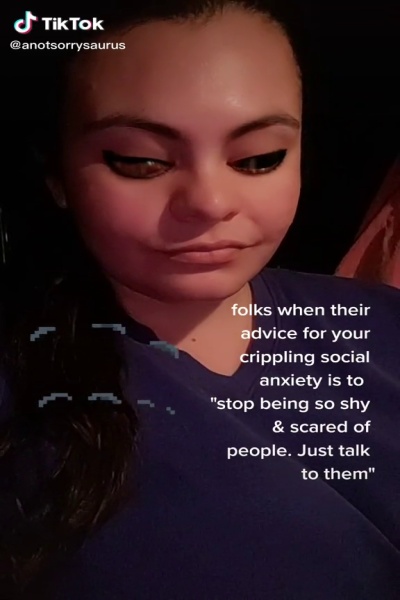 TikTok
@anotsorrysaurus
folks when their
advice for your
crippling social
anxiety is to
"stop being so shy
& scared of
people. Just talk
to them"